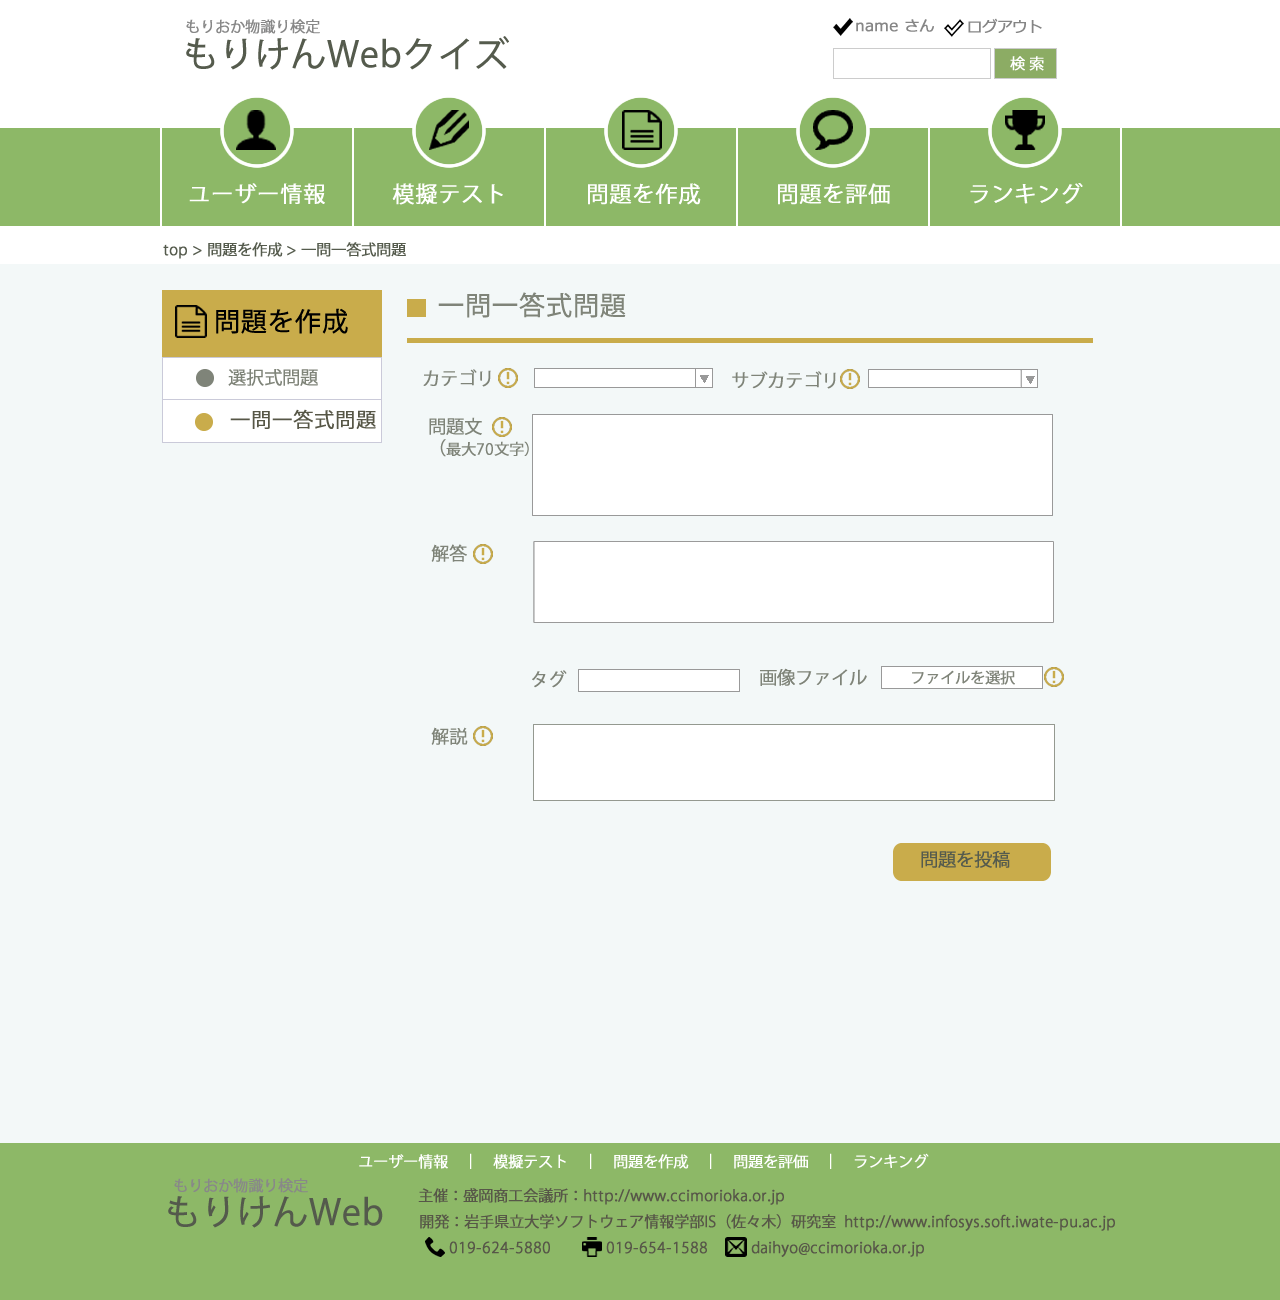 もりおか物識り検定
もりけんWebクイズ
name さん ログアウト
検 索
ユーザー情報 模擬テスト 問題を作成 問題を評価 ランキング
top > 問題を作成 > 一問一答式問題
問題を作成
選択式問題
一問一答式問題
一問一答式問題
カテゴリ サブカテゴリ
問題文
（最大70文字）
解答
タグ 画像ファイル ファイルを選択
解説
問題を投稿
ユーザー情報 | 模擬テスト | 問題を作成 | 問題を評価 | ランキング
もりおか物識り検定
もりけんWeb
主催：盛岡商工会議所：http://www.ccimorioka.or.jp
開発：岩手県立大学ソフトウェア情報学部IS（佐々木）研究室 http://www.infosys.soft.iwate-pu.ac.jp
019-624-5880 019-654-1588 daihyo@ccimorioka.or.jp